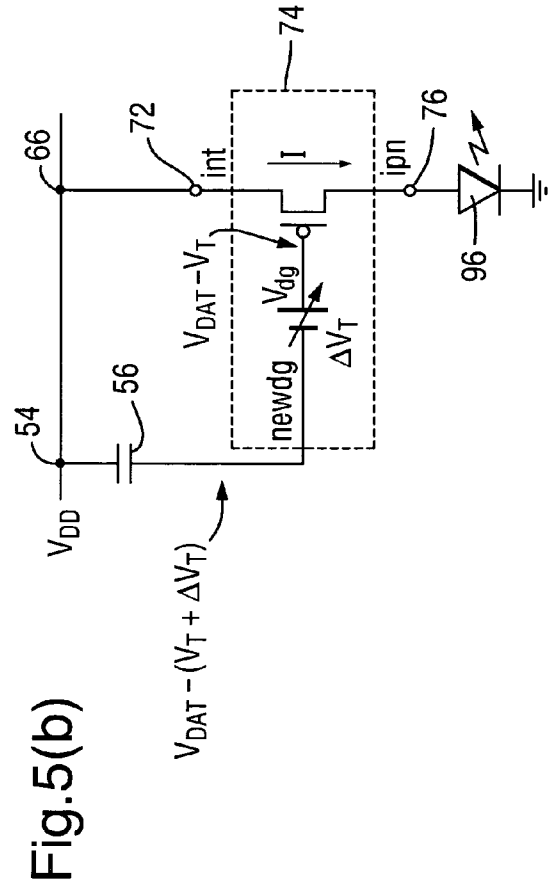 Fig.5(b)
V_DD
54
66
56
72
int
74
V_DAT–V_T
I
V_dg
newdg
ΔV_T
V_DAT–(V_T + ΔV_T)
ipn
76
96